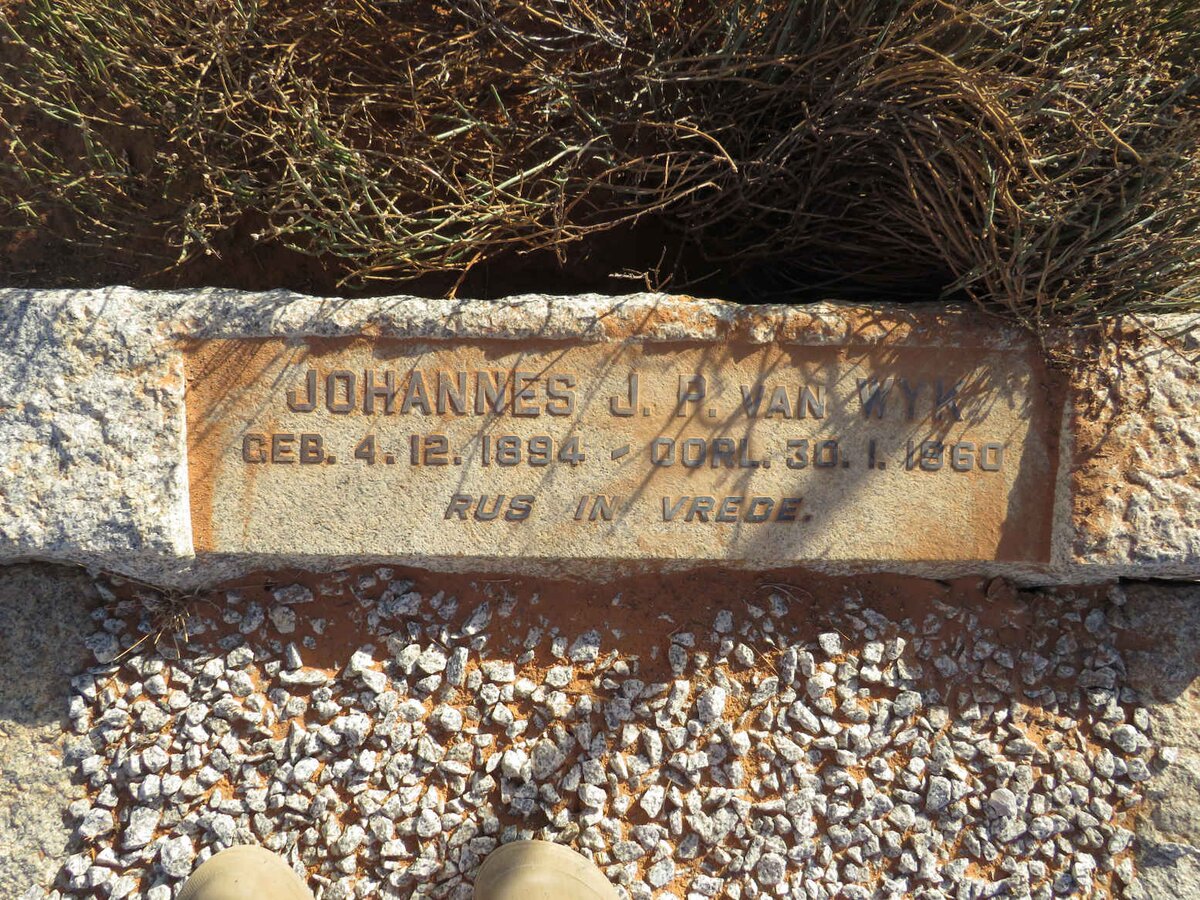 JOHANNES J. P. VAN WYK
GEB. 4. 12. 1894 - OORL. 30. 1. 1960
RUS IN VREDE.